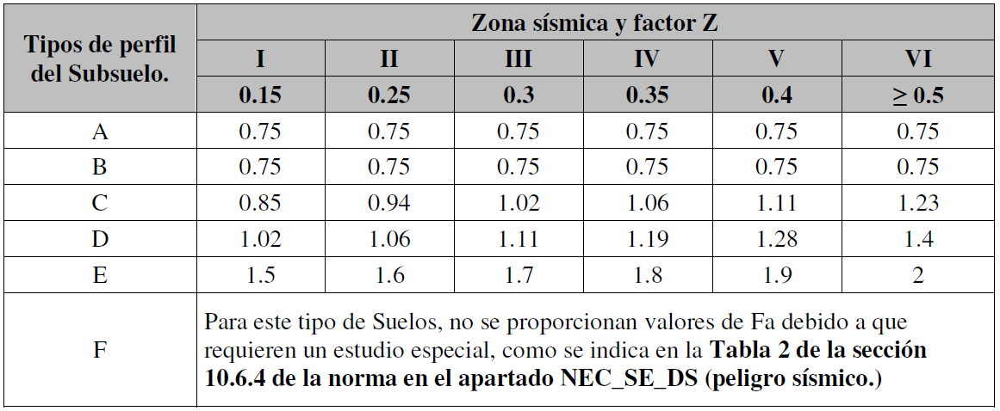 Tipos de perfil del Subsuelo. Zona sísmica y factor Z
I II III IV V VI
0.15 0.25 0.3 0.35 0.4 ≥ 0.5
A 0.75 0.75 0.75 0.75 0.75 0.75
B 0.75 0.75 0.75 0.75 0.75 0.75
C 0.85 0.94 1.02 1.06 1.11 1.23
D 1.02 1.06 1.11 1.19 1.28 1.4
E 1.5 1.6 1.7 1.8 1.9 2
F
Para este tipo de Suelos, no se proporcionan valores de Fa debido a que
requieren un estudio especial, como se indica en la Tabla 2 de la sección
10.6.4 de la norma en el apartado NEC_SE_DS (peligro sísmico.)